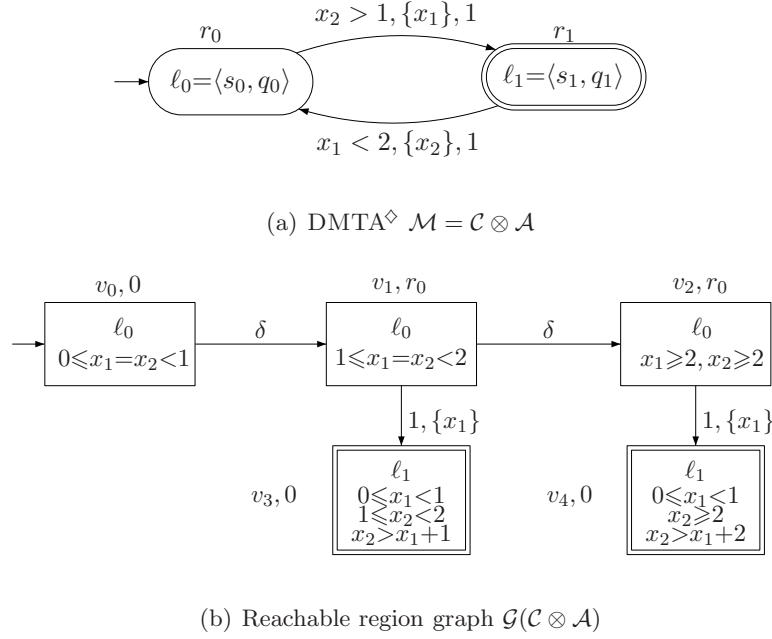 x₂ > 1, {x₁}, 1
r₀
r₁
ℓ₀=⟨s₀, q₀⟩
ℓ₁=⟨s₁, q₁⟩
x₁ < 2, {x₂}, 1
(a) DMTA◇ ℳ = 𝒞 ⊗ 𝒜
v₀, 0
v₁, r₀
v₂, r₀
ℓ₀
0⩽x₁=x₂<1
δ
ℓ₀
1⩽x₁=x₂<2
δ
ℓ₀
x₁⩾2, x₂⩾2
1, {x₁}
1, {x₁}
v₃, 0
ℓ₁
0⩽x₁<1
1⩽x₂<2
x₂>x₁+1
v₄, 0
ℓ₁
0⩽x₁<1
x₂⩾2
x₂>x₁+2
(b) Reachable region graph 𝒢(𝒞 ⊗ 𝒜)